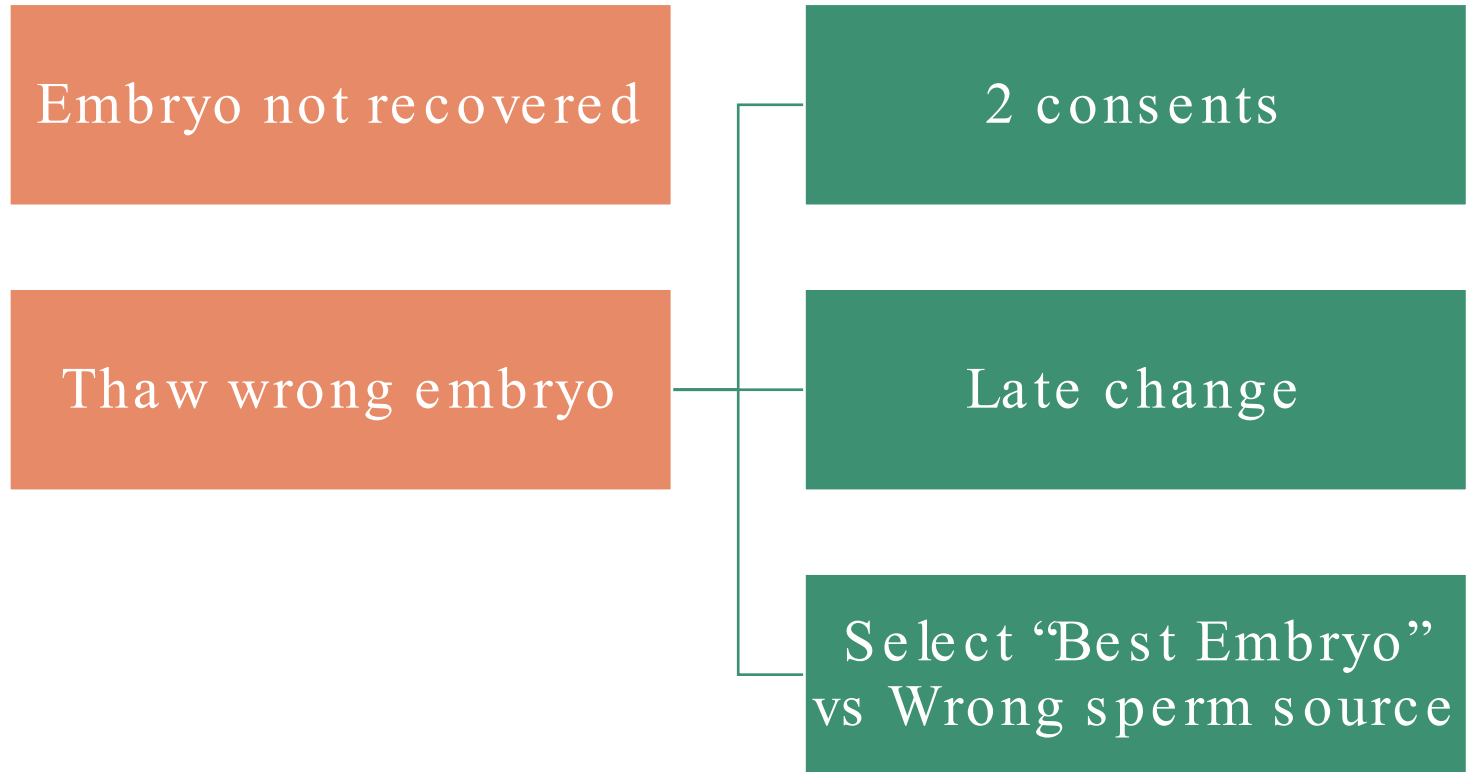 Embryo not recovered
2 consents
Thaw wrong embryo
Late change
Select “Best Embryo”
vs Wrong sperm source